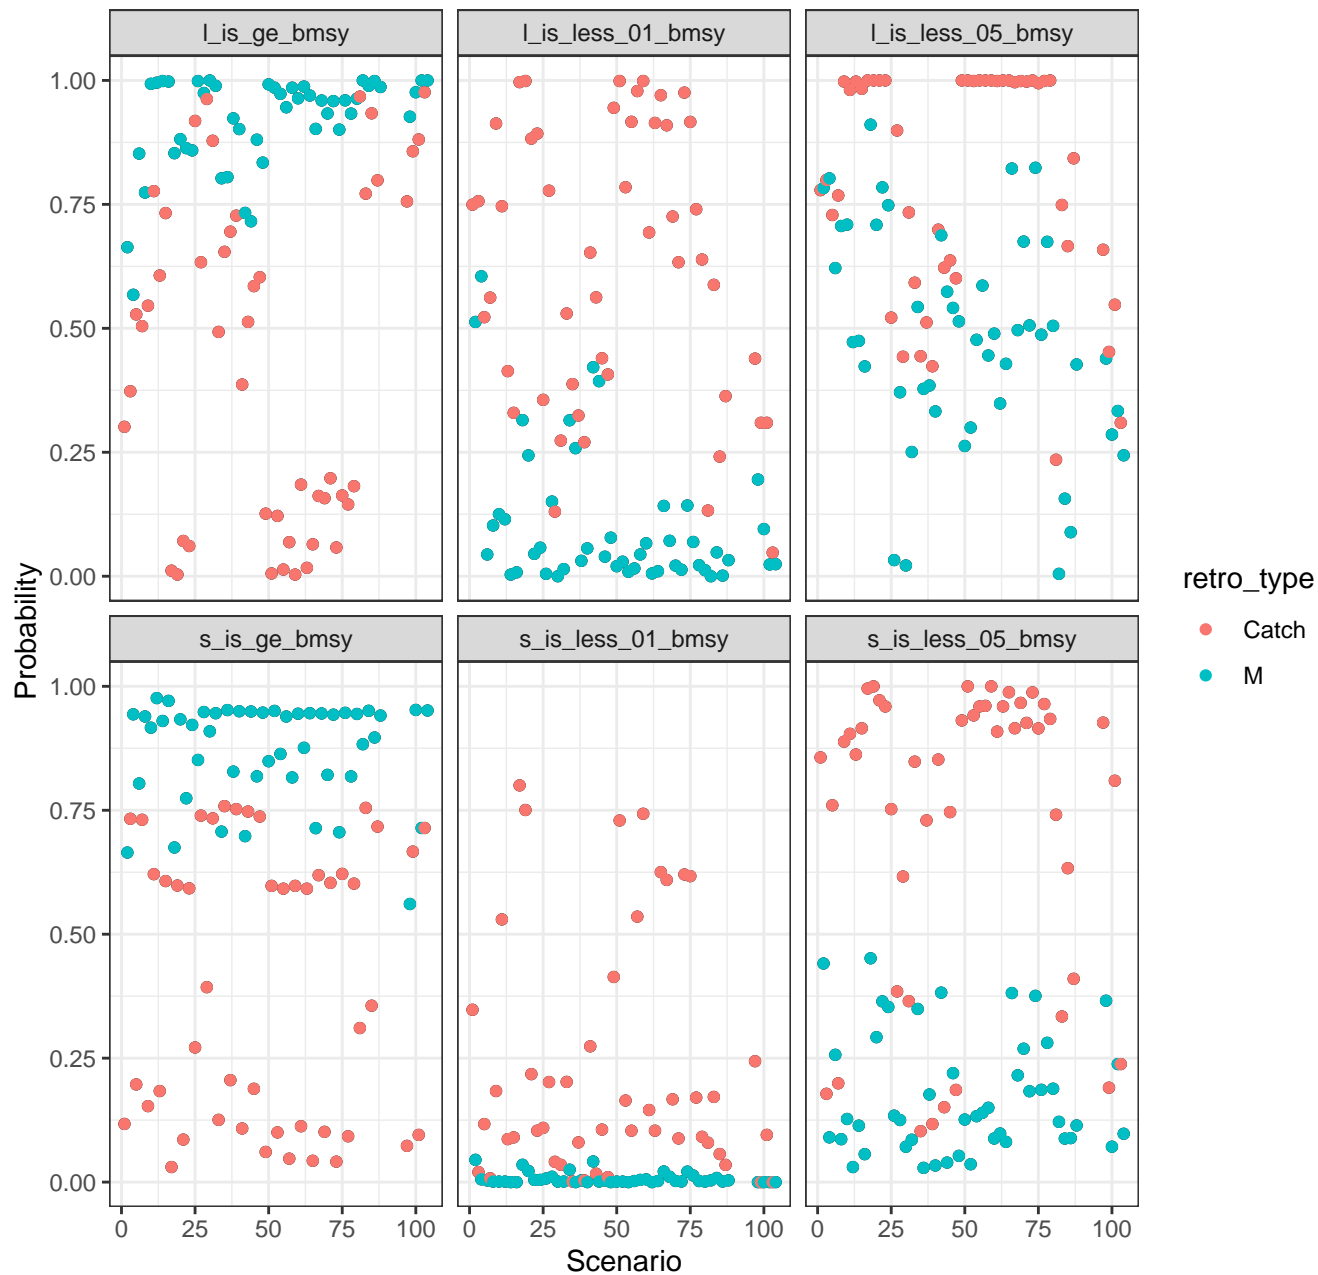 l_is_ge_bmsy l_is_less_01_bmsy l_is_less_05_bmsy
1.00
0.75
0.50
0.25
0.00
s_is_ge_bmsy s_is_less_01_bmsy s_is_less_05_bmsy
1.00
0.75
0.50
0.25
0.00
0 25 50 75 100 0 25 50 75 100 0 25 50 75 100
Scenario
Probability
retro_type
Catch
M